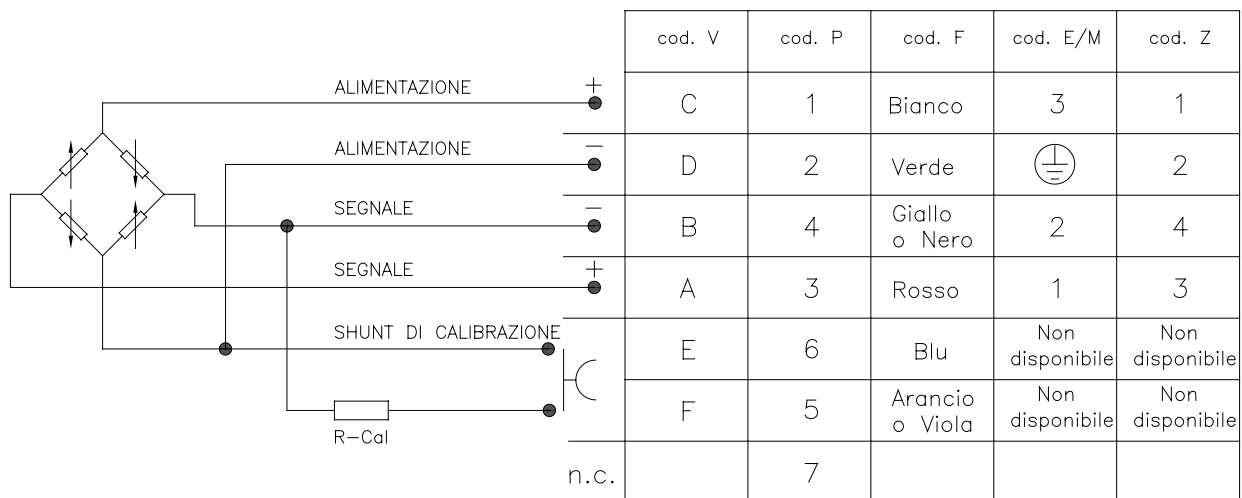 cod. V cod. P cod. F cod. E/M cod. Z
ALIMENTAZIONE + C 1 Bianco 3 1
ALIMENTAZIONE − D 2 Verde 2
SEGNALE − B 4 Giallo o Nero 2 4
SEGNALE + A 3 Rosso 1 3
SHUNT DI CALIBRAZIONE E 6 Blu Non disponibile Non disponibile
R-Cal F 5 Arancio o Viola Non disponibile Non disponibile
n.c. 7